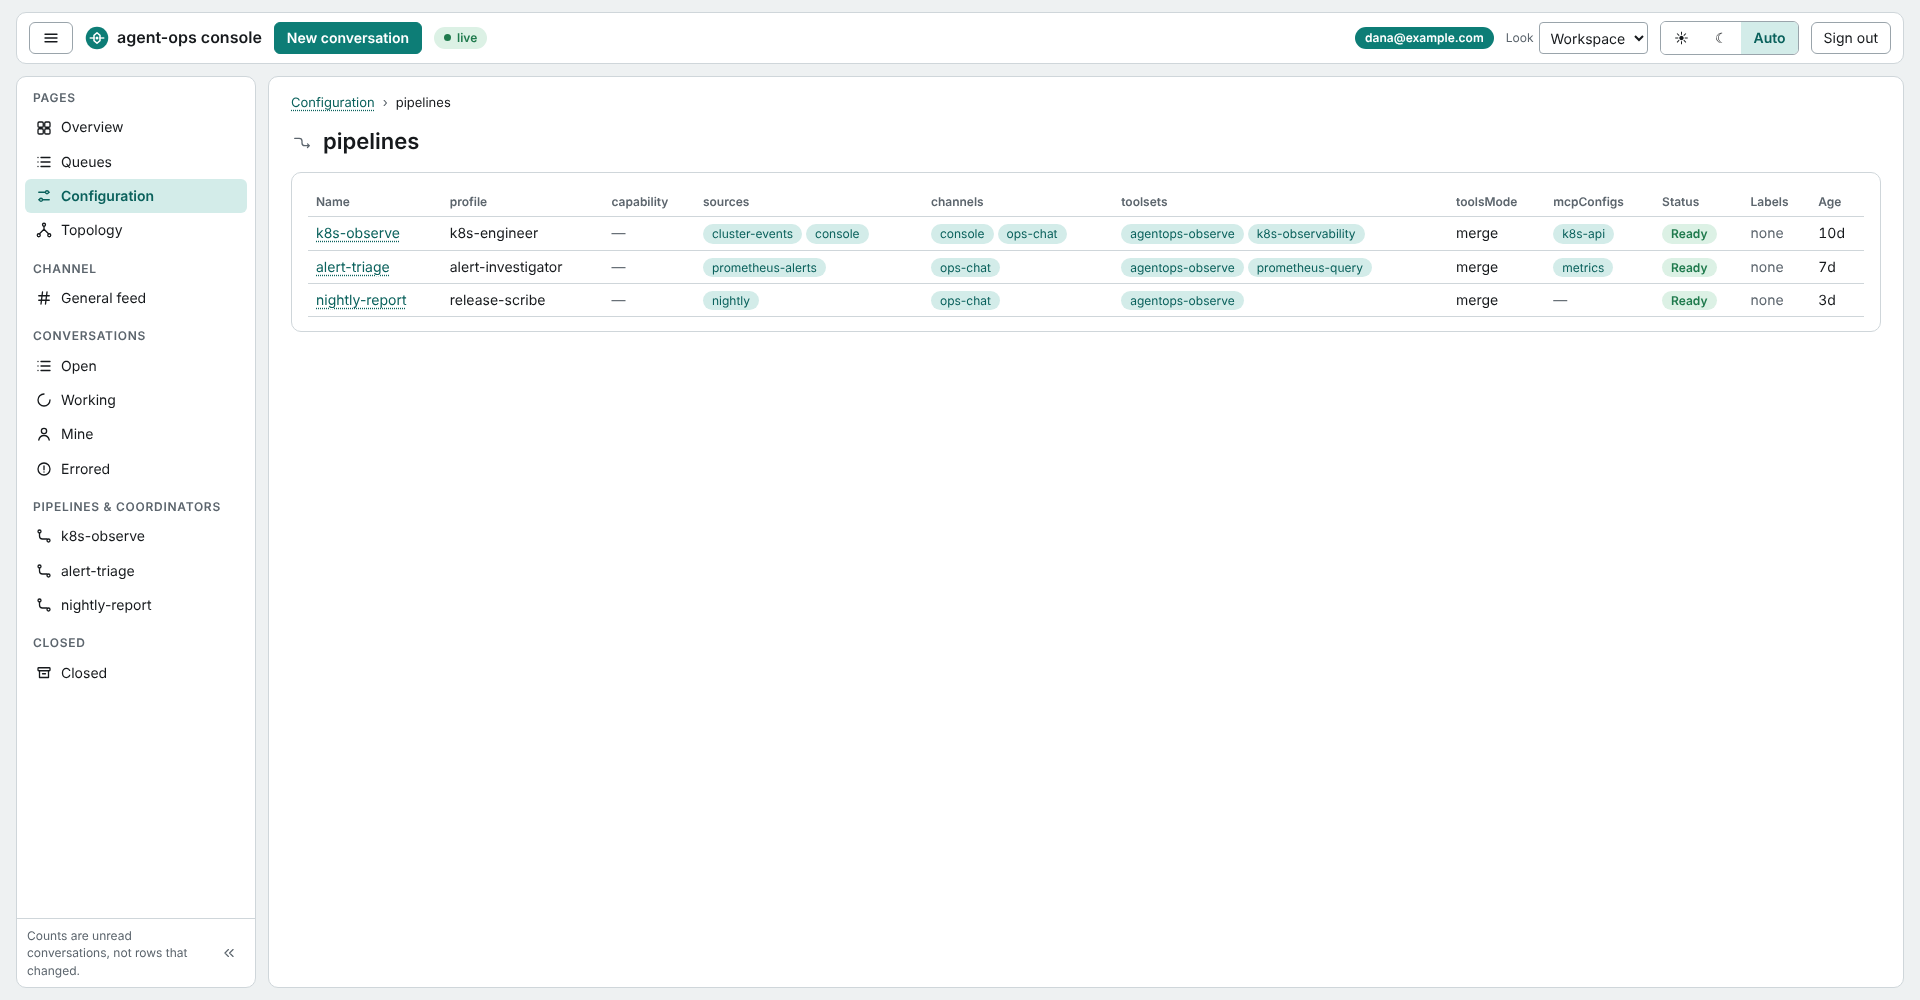 agent-ops console
New conversation
live
dana@example.com
Look
Workspace
Auto
Sign out
PAGES
Overview
Queues
Configuration
Topology
CHANNEL
General feed
CONVERSATIONS
Open
Working
Mine
Errored
PIPELINES & COORDINATORS
k8s-observe
alert-triage
nightly-report
CLOSED
Closed
Counts are unread
conversations, not rows that
changed.
Configuration › pipelines
pipelines
Name profile capability sources channels toolsets toolsMode mcpConfigs Status Labels Age
k8s-observe k8s-engineer — cluster-events console console ops-chat agentops-observe k8s-observability merge k8s-api Ready none 10d
alert-triage alert-investigator — prometheus-alerts ops-chat agentops-observe prometheus-query merge metrics Ready none 7d
nightly-report release-scribe — nightly ops-chat agentops-observe merge — Ready none 3d